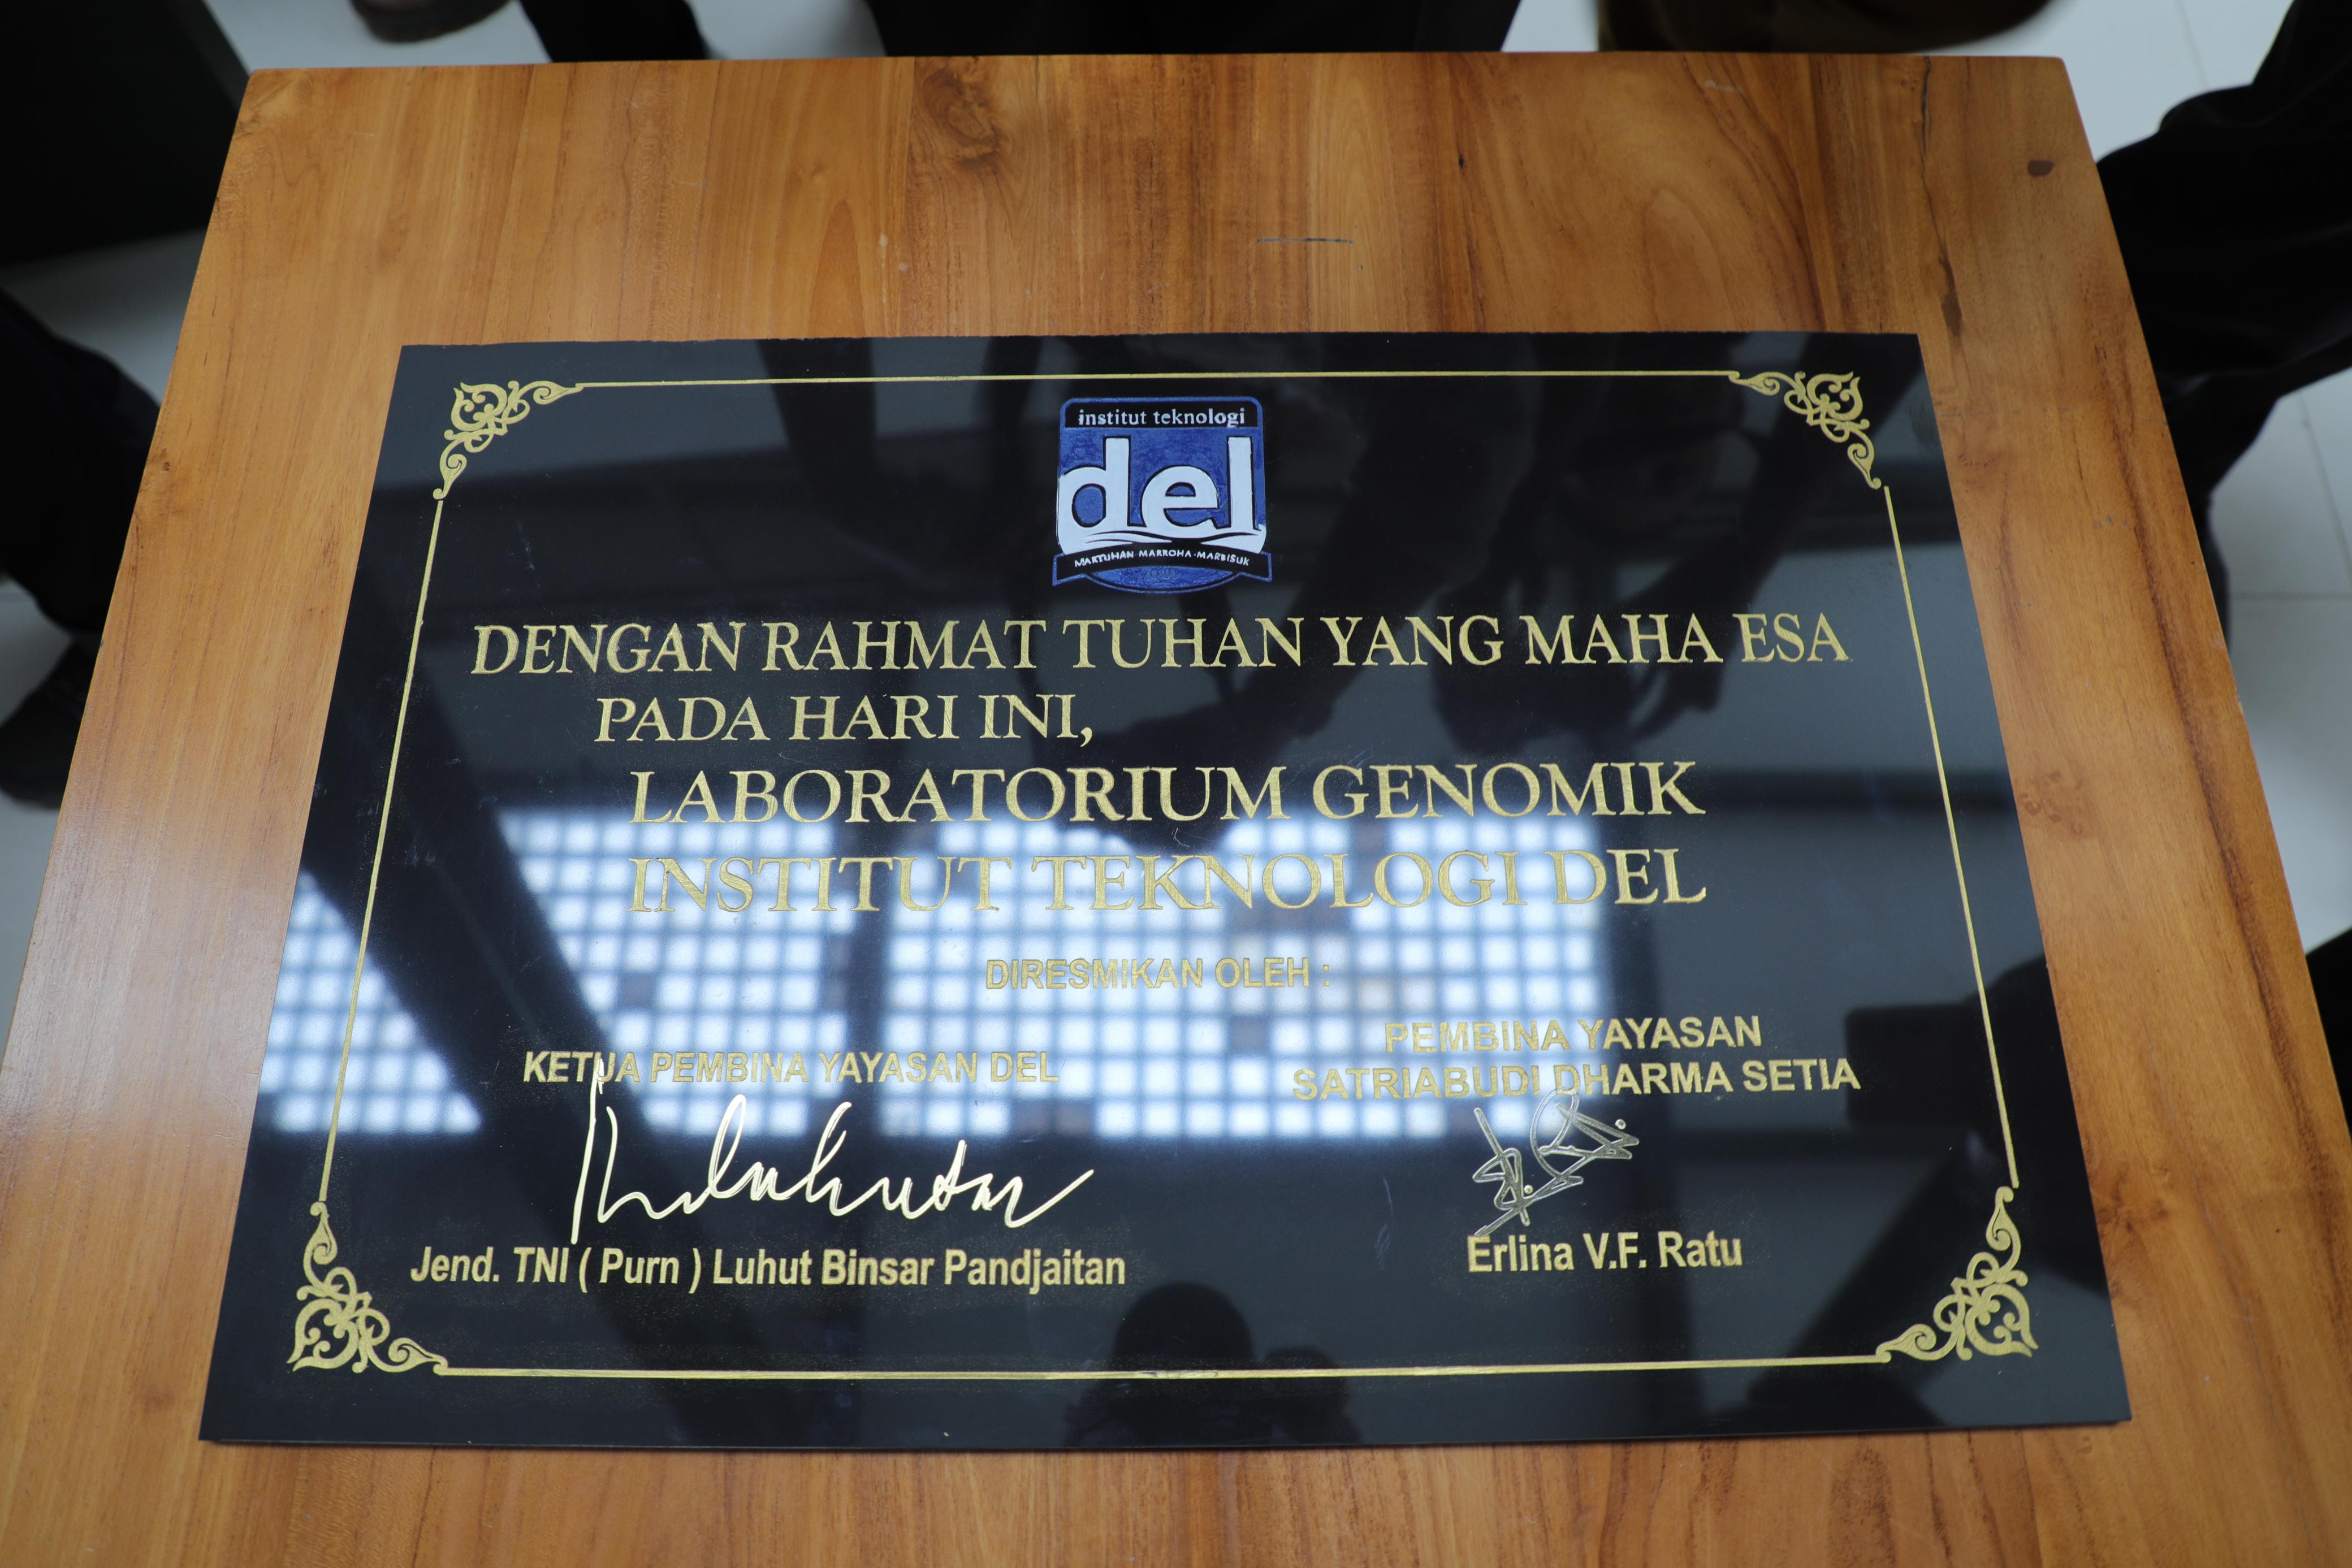 institut teknologi
del
MARTUHAN·MARROHA·MARBISUK
DENGAN RAHMAT TUHAN YANG MAHA ESA
PADA HARI INI,
LABORATORIUM GENOMIK
INSTITUT TEKNOLOGI DEL
DIRESMIKAN OLEH :
KETUA PEMBINA YAYASAN DEL
Jend. TNI ( Purn ) Luhut Binsar Pandjaitan
PEMBINA YAYASAN
SATRIABUDI DHARMA SETIA
Erlina V.F. Ratu